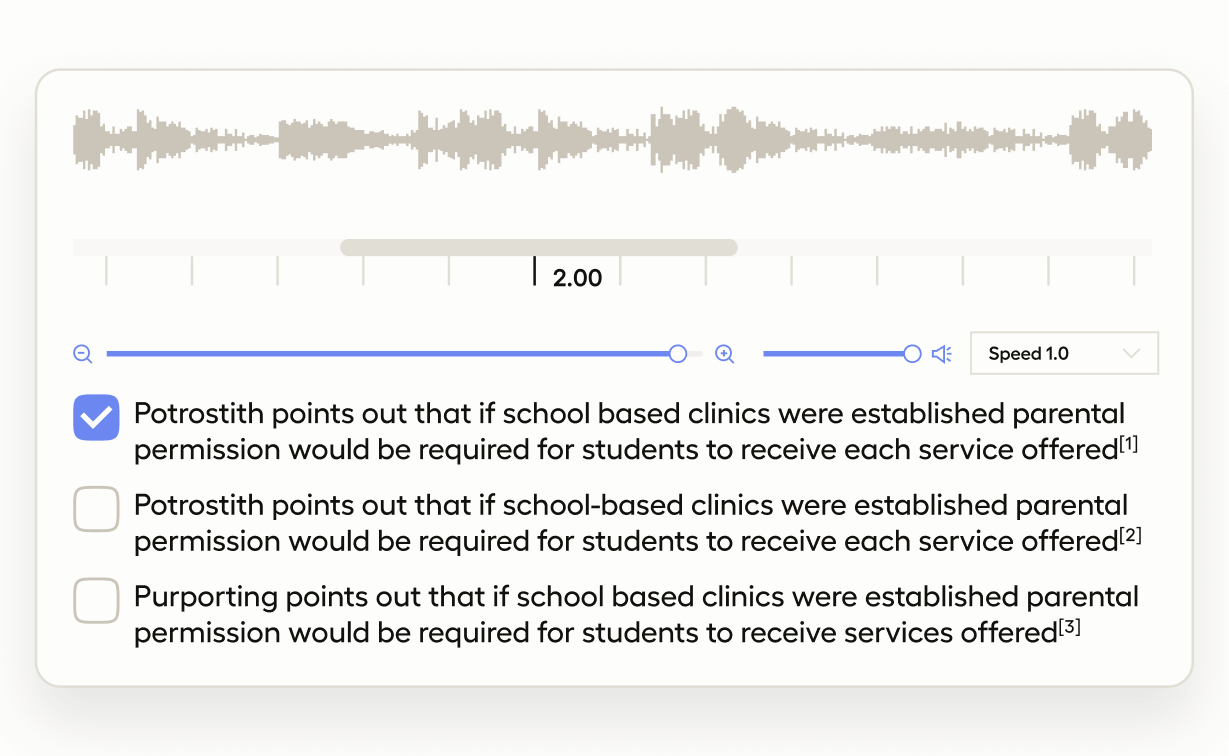 2.00
Speed 1.0
Potrostith points out that if school based clinics were established parental
permission would be required for students to receive each service offered[1]
Potrostith points out that if school-based clinics were established parental
permission would be required for students to receive each service offered[2]
Purporting points out that if school based clinics were established parental
permission would be required for students to receive services offered[3]